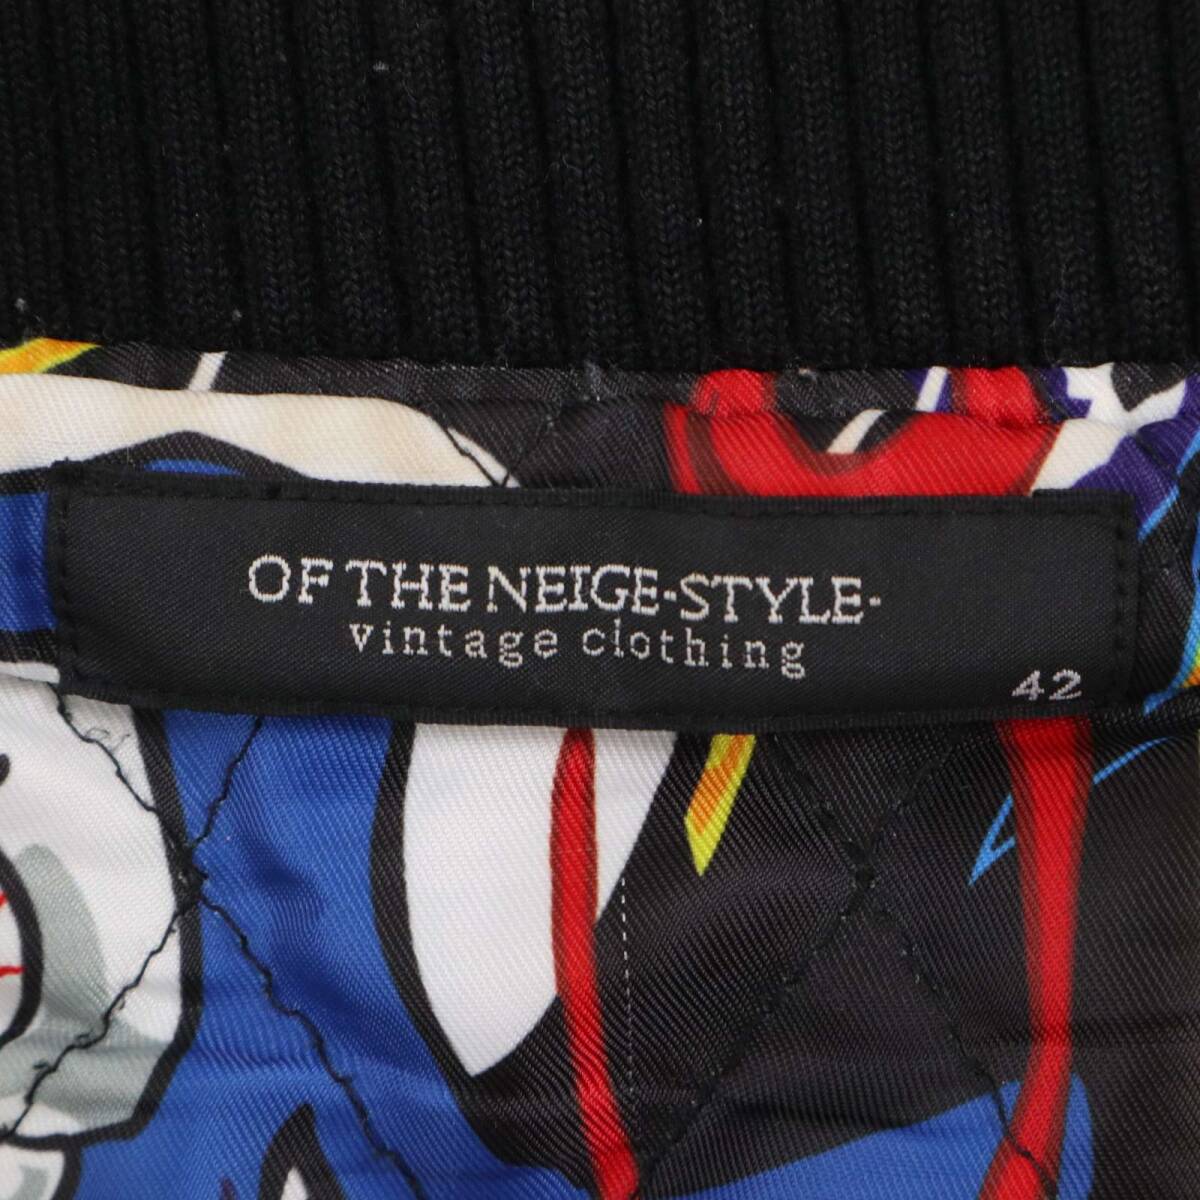 OF THE NEIGE-STYLE-
vintage clothing
42